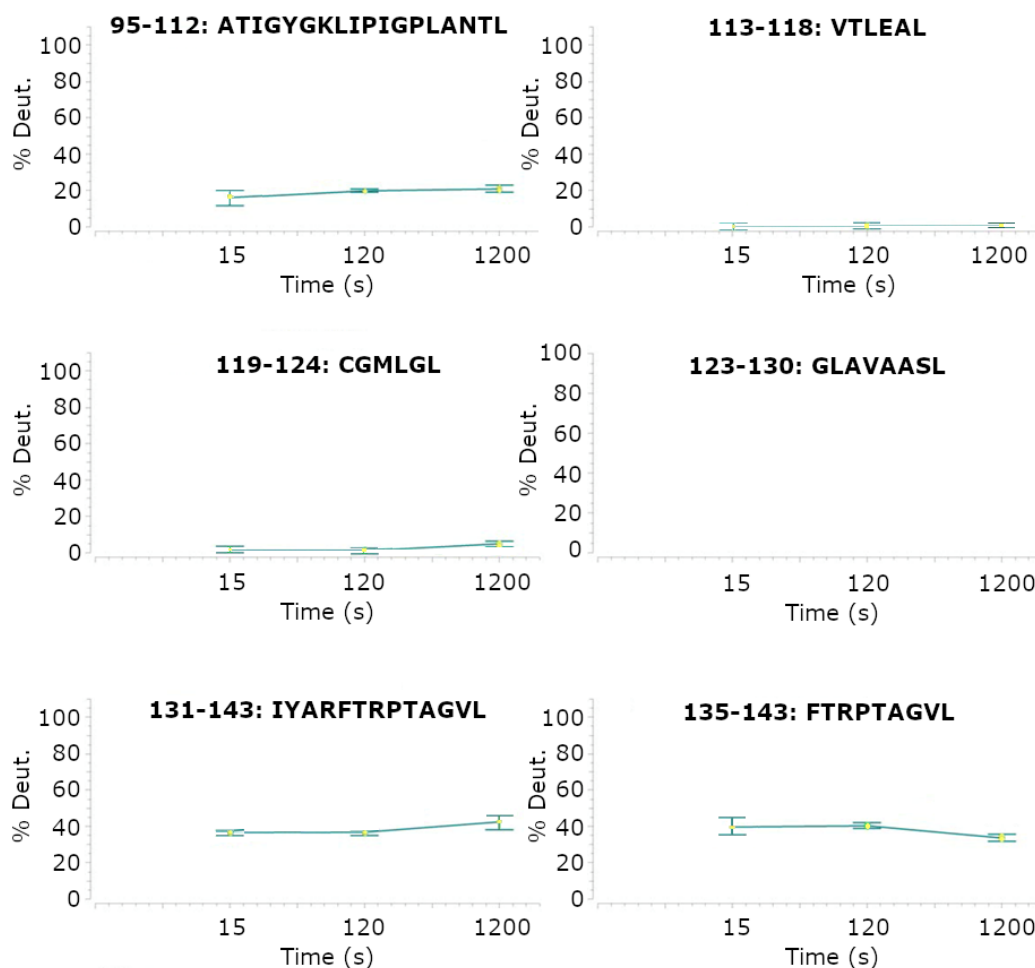 95-112: ATIGYGKLIPIGPLANTL
% Deut.
100
80
60
40
20
0
15 120 1200
Time (s)
113-118: VTLEAL
% Deut.
100
80
60
40
20
0
15 120 1200
Time (s)
119-124: CGMLGL
% Deut.
100
80
60
40
20
0
15 120 1200
Time (s)
123-130: GLAVAASL
% Deut.
100
80
60
40
20
0
15 120 1200
Time (s)
131-143: IYARFTRPTAGVL
% Deut.
100
80
60
40
20
0
15 120 1200
Time (s)
135-143: FTRPTAGVL
% Deut.
100
80
60
40
20
0
15 120 1200
Time (s)